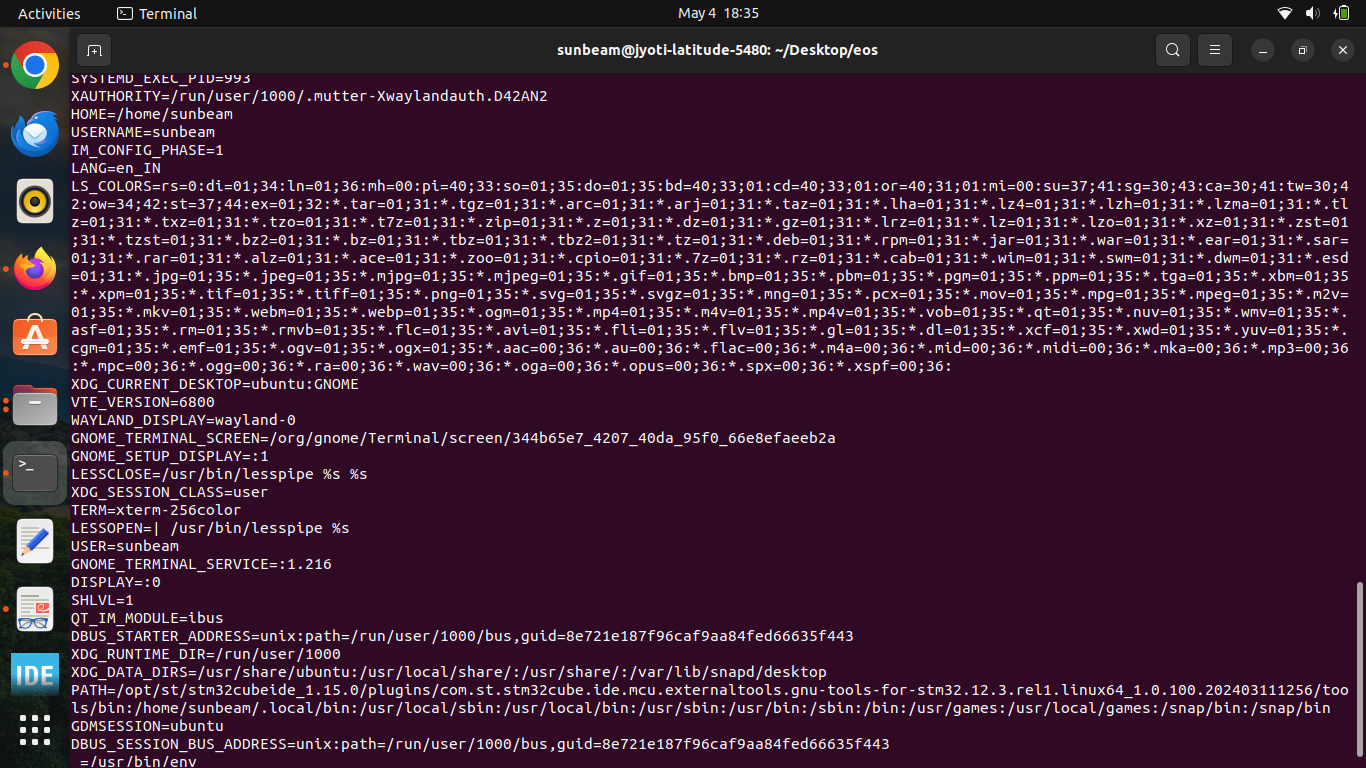 Activities
Terminal
May 4 18:35
sunbeam@jyoti-latitude-5480: ~/Desktop/eos
SYSTEMD_EXEC_PID=993
XAUTHORITY=/run/user/1000/.mutter-Xwaylandauth.D42AN2
HOME=/home/sunbeam
USERNAME=sunbeam
IM_CONFIG_PHASE=1
LANG=en_IN
LS_COLORS=rs=0:di=01;34:ln=01;36:mh=00:pi=40;33:so=01;35:do=01;35:bd=40;33;01:cd=40;33;01:or=40;31;01:mi=00:su=37;41:sg=30;43:ca=30;41:tw=30;4
2:ow=34;42:st=37;44:ex=01;32:*.tar=01;31:*.tgz=01;31:*.arc=01;31:*.arj=01;31:*.taz=01;31:*.lha=01;31:*.lz4=01;31:*.lzh=01;31:*.lzma=01;31:*.tl
z=01;31:*.txz=01;31:*.tzo=01;31:*.t7z=01;31:*.zip=01;31:*.z=01;31:*.dz=01;31:*.gz=01;31:*.lrz=01;31:*.lz=01;31:*.lzo=01;31:*.xz=01;31:*.zst=01
;31:*.tzst=01;31:*.bz2=01;31:*.bz=01;31:*.tbz=01;31:*.tbz2=01;31:*.tz=01;31:*.deb=01;31:*.rpm=01;31:*.jar=01;31:*.war=01;31:*.ear=01;31:*.sar=
01;31:*.rar=01;31:*.alz=01;31:*.ace=01;31:*.zoo=01;31:*.cpio=01;31:*.7z=01;31:*.rz=01;31:*.cab=01;31:*.wim=01;31:*.swm=01;31:*.dwm=01;31:*.esd
=01;31:*.jpg=01;35:*.jpeg=01;35:*.mjpg=01;35:*.mjpeg=01;35:*.gif=01;35:*.bmp=01;35:*.pbm=01;35:*.pgm=01;35:*.ppm=01;35:*.tga=01;35:*.xbm=01;35
:*.xpm=01;35:*.tif=01;35:*.tiff=01;35:*.png=01;35:*.svg=01;35:*.svgz=01;35:*.mng=01;35:*.pcx=01;35:*.mov=01;35:*.mpg=01;35:*.mpeg=01;35:*.m2v=
01;35:*.mkv=01;35:*.webm=01;35:*.webp=01;35:*.ogm=01;35:*.mp4=01;35:*.m4v=01;35:*.mp4v=01;35:*.vob=01;35:*.qt=01;35:*.nuv=01;35:*.wmv=01;35:*.
asf=01;35:*.rm=01;35:*.rmvb=01;35:*.flc=01;35:*.avi=01;35:*.fli=01;35:*.flv=01;35:*.gl=01;35:*.dl=01;35:*.xcf=01;35:*.xwd=01;35:*.yuv=01;35:*.
cgm=01;35:*.emf=01;35:*.ogv=01;35:*.ogx=01;35:*.aac=00;36:*.au=00;36:*.flac=00;36:*.m4a=00;36:*.mid=00;36:*.midi=00;36:*.mka=00;36:*.mp3=00;36
:*.mpc=00;36:*.ogg=00;36:*.ra=00;36:*.wav=00;36:*.oga=00;36:*.opus=00;36:*.spx=00;36:*.xspf=00;36:
XDG_CURRENT_DESKTOP=ubuntu:GNOME
VTE_VERSION=6800
WAYLAND_DISPLAY=wayland-0
GNOME_TERMINAL_SCREEN=/org/gnome/Terminal/screen/344b65e7_4207_40da_95f0_66e8efaeeb2a
GNOME_SETUP_DISPLAY=:1
LESSCLOSE=/usr/bin/lesspipe %s %s
XDG_SESSION_CLASS=user
TERM=xterm-256color
LESSOPEN=| /usr/bin/lesspipe %s
USER=sunbeam
GNOME_TERMINAL_SERVICE=:1.216
DISPLAY=:0
SHLVL=1
QT_IM_MODULE=ibus
DBUS_STARTER_ADDRESS=unix:path=/run/user/1000/bus,guid=8e721e187f96caf9aa84fed66635f443
XDG_RUNTIME_DIR=/run/user/1000
XDG_DATA_DIRS=/usr/share/ubuntu:/usr/local/share/:/usr/share/:/var/lib/snapd/desktop
PATH=/opt/st/stm32cubeide_1.15.0/plugins/com.st.stm32cube.ide.mcu.externaltools.gnu-tools-for-stm32.12.3.rel1.linux64_1.0.100.202403111256/too
ls/bin:/home/sunbeam/.local/bin:/usr/local/sbin:/usr/local/bin:/usr/sbin:/usr/bin:/sbin:/bin:/usr/games:/usr/local/games:/snap/bin:/snap/bin
GDMSESSION=ubuntu
DBUS_SESSION_BUS_ADDRESS=unix:path=/run/user/1000/bus,guid=8e721e187f96caf9aa84fed66635f443
_=/usr/bin/env
IDE